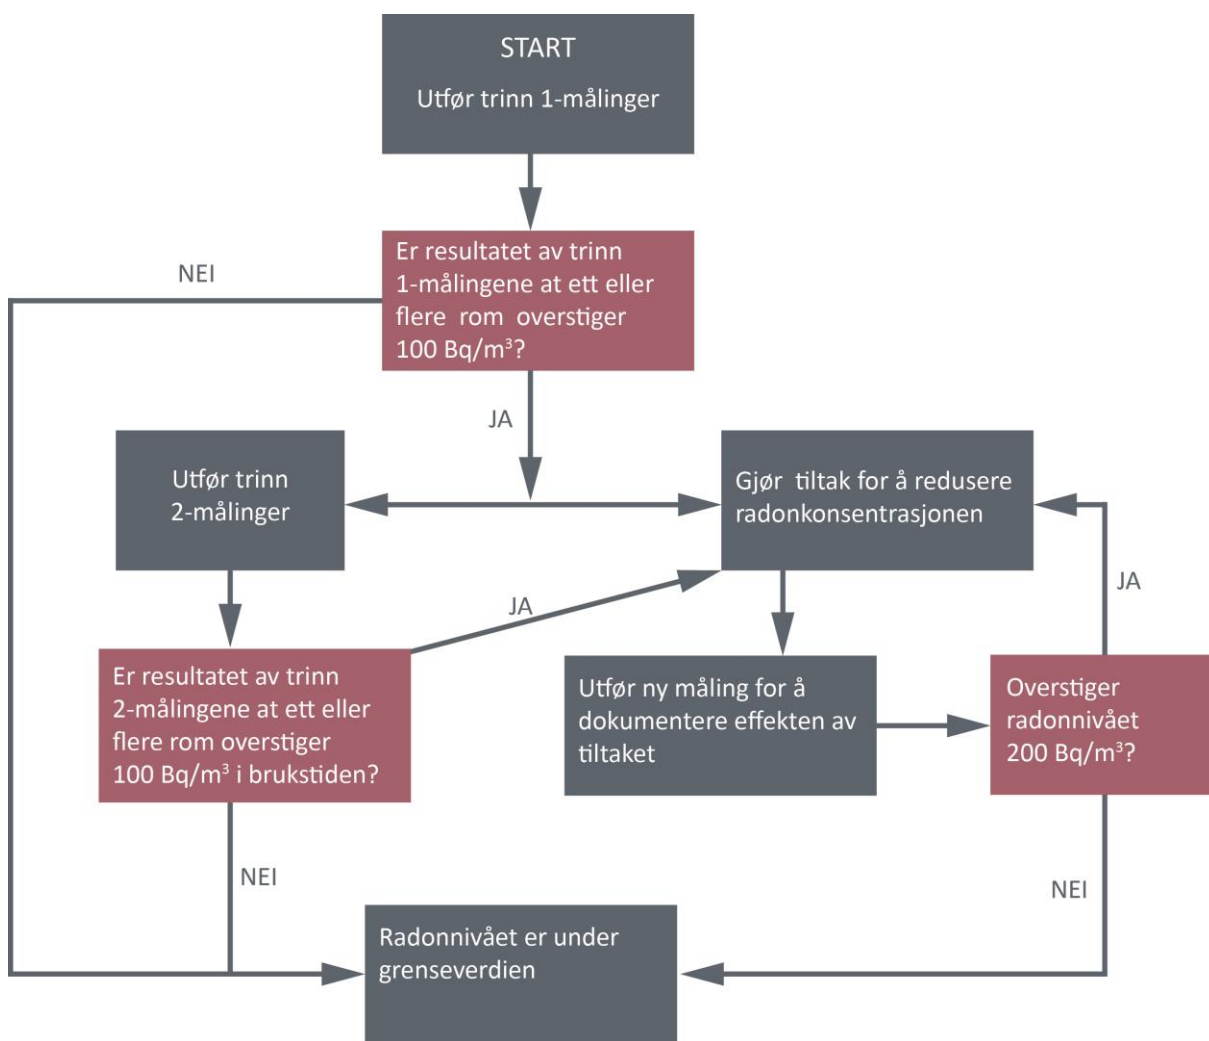 START
Utfør trinn 1-målinger
Er resultatet av trinn
1-målingene at ett eller
flere rom overstiger
100 Bq/m³?
NEI
JA
Utfør trinn
2-målinger
Gjør tiltak for å redusere
radonkonsentrasjonen
JA
JA
Er resultatet av trinn
2-målingene at ett eller
flere rom overstiger
100 Bq/m³ i brukstiden?
Utfør ny måling for å
dokumentere effekten av
tiltaket
Overstiger
radonnivået
200 Bq/m³?
NEI
NEI
Radonnivået er under
grenseverdien